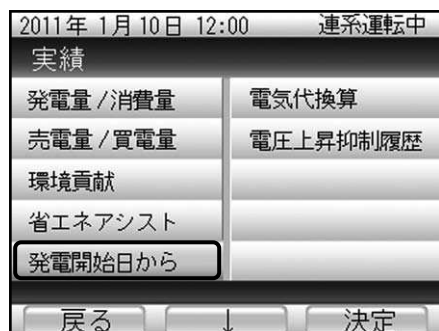 2011年 1月10日 12:00 連系運転中
実績
発電量/消費量 電気代換算
売電量/買電量 電圧上昇抑制履歴
環境貢献
省エネアシスト
発電開始日から
戻る ↓ 決定